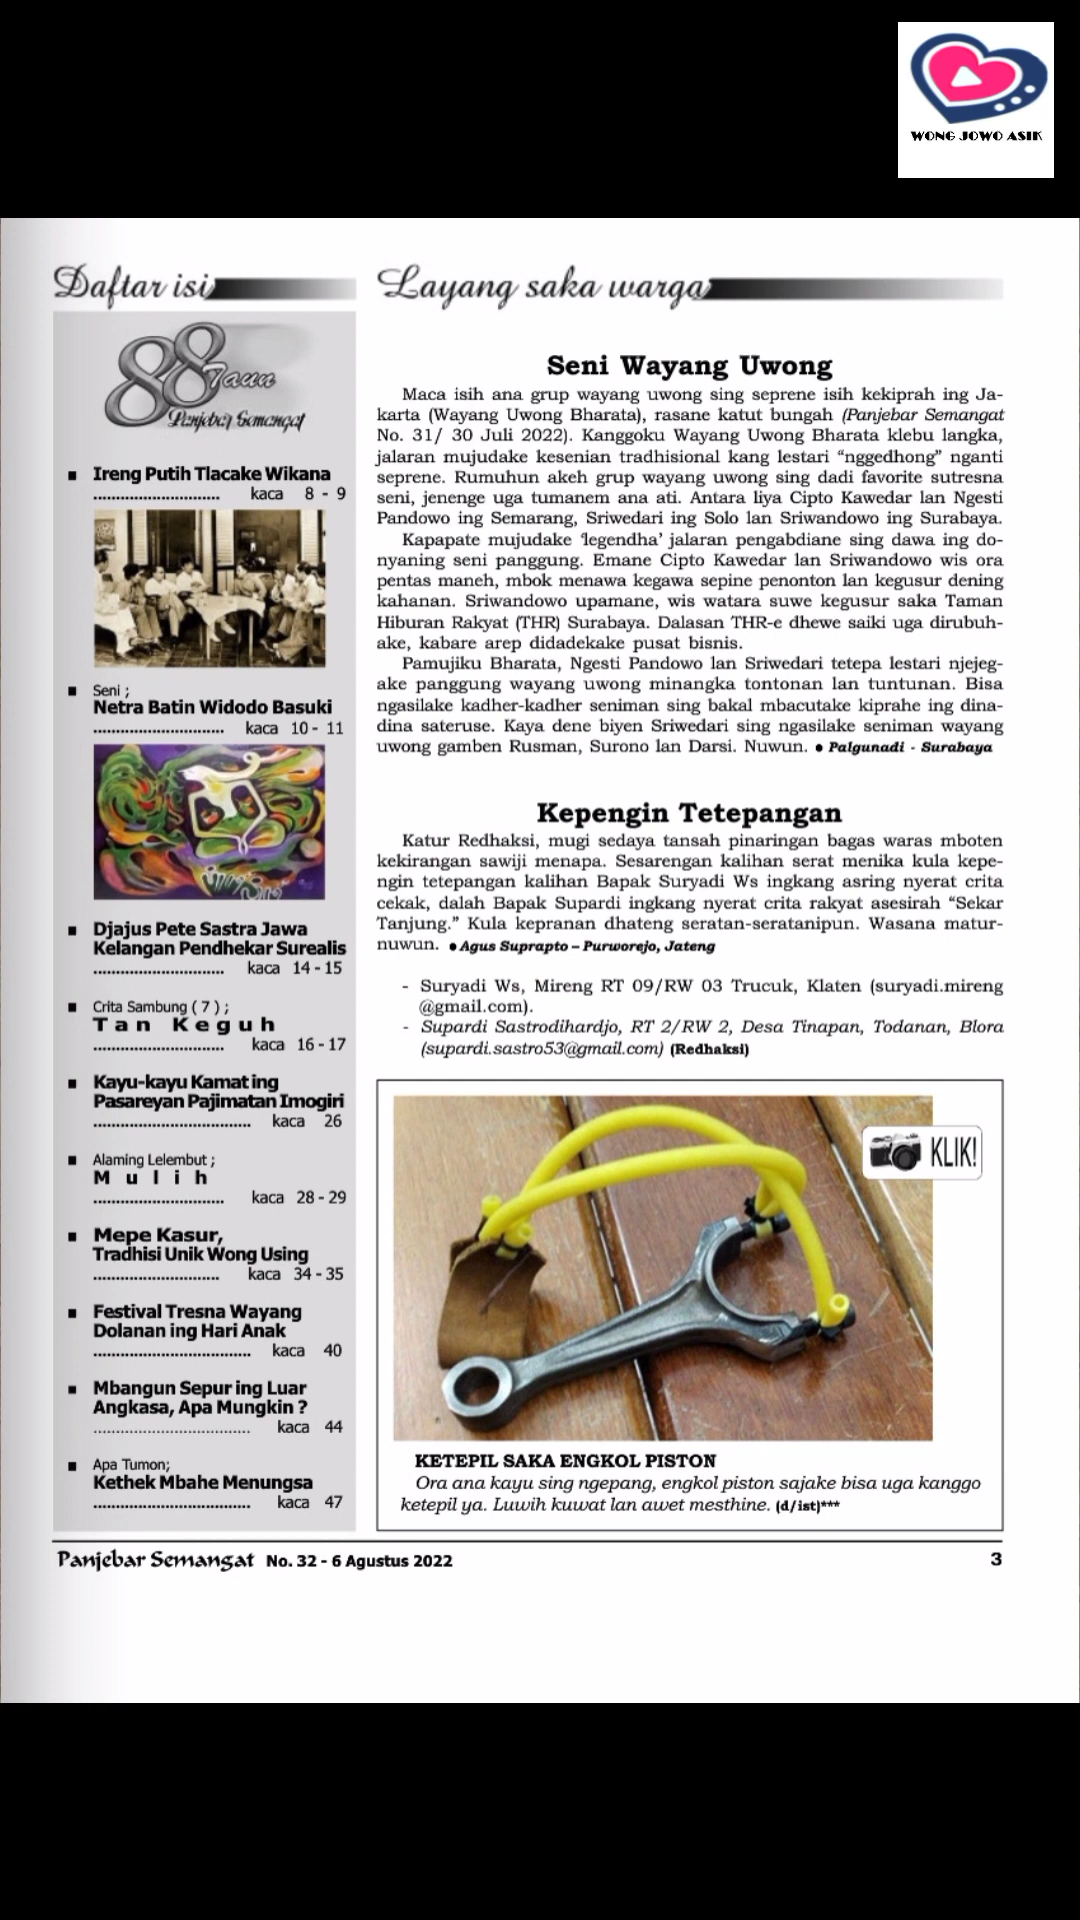 WONG JOWO ASIK
Daftar isi
88 Taun
Panjebar Semangat
▪ Ireng Putih Tlacake Wikana
............................ kaca 8 - 9
▪ Seni ;
Netra Batin Widodo Basuki
............................. kaca 10 - 11
▪ Djajus Pete Sastra Jawa
Kelangan Pendhekar Surealis
............................. kaca 14 - 15
▪ Crita Sambung ( 7 ) ;
Tan Keguh
............................. kaca 16 - 17
▪ Kayu-kayu Kamat ing
Pasareyan Pajimatan Imogiri
................................... kaca 26
▪ Alaming Lelembut ;
Mulih
............................. kaca 28 - 29
▪ Mepe Kasur,
Tradhisi Unik Wong Using
............................ kaca 34 - 35
▪ Festival Tresna Wayang
Dolanan ing Hari Anak
................................... kaca 40
▪ Mbangun Sepur ing Luar
Angkasa, Apa Mungkin ?
................................... kaca 44
▪ Apa Tumon;
Kethek Mbahe Menungsa
................................... kaca 47
Layang saka warga
Seni Wayang Uwong
Maca isih ana grup wayang uwong sing seprene isih kekiprah ing Ja-
karta (Wayang Uwong Bharata), rasane katut bungah (Panjebar Semangat
No. 31/ 30 Juli 2022). Kanggoku Wayang Uwong Bharata klebu langka,
jalaran mujudake kesenian tradhisional kang lestari “nggedhong” nganti
seprene. Rumuhun akeh grup wayang uwong sing dadi favorite sutresna
seni, jenenge uga tumanem ana ati. Antara liya Cipto Kawedar lan Ngesti
Pandowo ing Semarang, Sriwedari ing Solo lan Sriwandowo ing Surabaya.
Kapapate mujudake ‘legendha’ jalaran pengabdiane sing dawa ing do-
nyaning seni panggung. Emane Cipto Kawedar lan Sriwandowo wis ora
pentas maneh, mbok menawa kegawa sepine penonton lan kegusur dening
kahanan. Sriwandowo upamane, wis watara suwe kegusur saka Taman
Hiburan Rakyat (THR) Surabaya. Dalasan THR-e dhewe saiki uga dirubuh-
ake, kabare arep didadekake pusat bisnis.
Pamujiku Bharata, Ngesti Pandowo lan Sriwedari tetepa lestari njejeg-
ake panggung wayang uwong minangka tontonan lan tuntunan. Bisa
ngasilake kadher-kadher seniman sing bakal mbacutake kiprahe ing dina-
dina sateruse. Kaya dene biyen Sriwedari sing ngasilake seniman wayang
uwong gamben Rusman, Surono lan Darsi. Nuwun. ● Palgunadi - Surabaya
Kepengin Tetepangan
Katur Redhaksi, mugi sedaya tansah pinaringan bagas waras mboten
kekirangan sawiji menapa. Sesarengan kalihan serat menika kula kepe-
ngin tetepangan kalihan Bapak Suryadi Ws ingkang asring nyerat crita
cekak, dalah Bapak Supardi ingkang nyerat crita rakyat asesirah “Sekar
Tanjung.” Kula kepranan dhateng seratan-seratanipun. Wasana matur-
nuwun. ● Agus Suprapto – Purworejo, Jateng
- Suryadi Ws, Mireng RT 09/RW 03 Trucuk, Klaten (suryadi.mireng
@gmail.com).
- Supardi Sastrodihardjo, RT 2/RW 2, Desa Tinapan, Todanan, Blora
(supardi.sastro53@gmail.com) (Redhaksi)
KLIK!
KETEPIL SAKA ENGKOL PISTON
Ora ana kayu sing ngepang, engkol piston sajake bisa uga kanggo
ketepil ya. Luwih kuwat lan awet mesthine. (d/ist)***
Panjebar Semangat No. 32 - 6 Agustus 2022
3